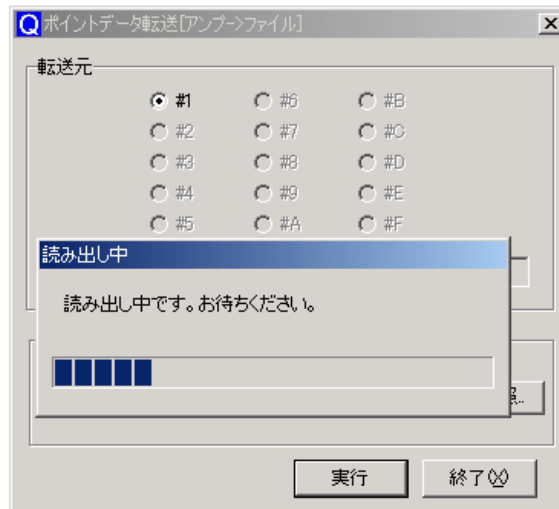 Q ポイントデータ転送[アンプ->ファイル]
転送元
#1 #6 #B
#2 #7 #C
#3 #8 #D
#4 #9 #E
#5 #A #F
読み出し中
読み出し中です。お待ちください。
実行 終了(X)